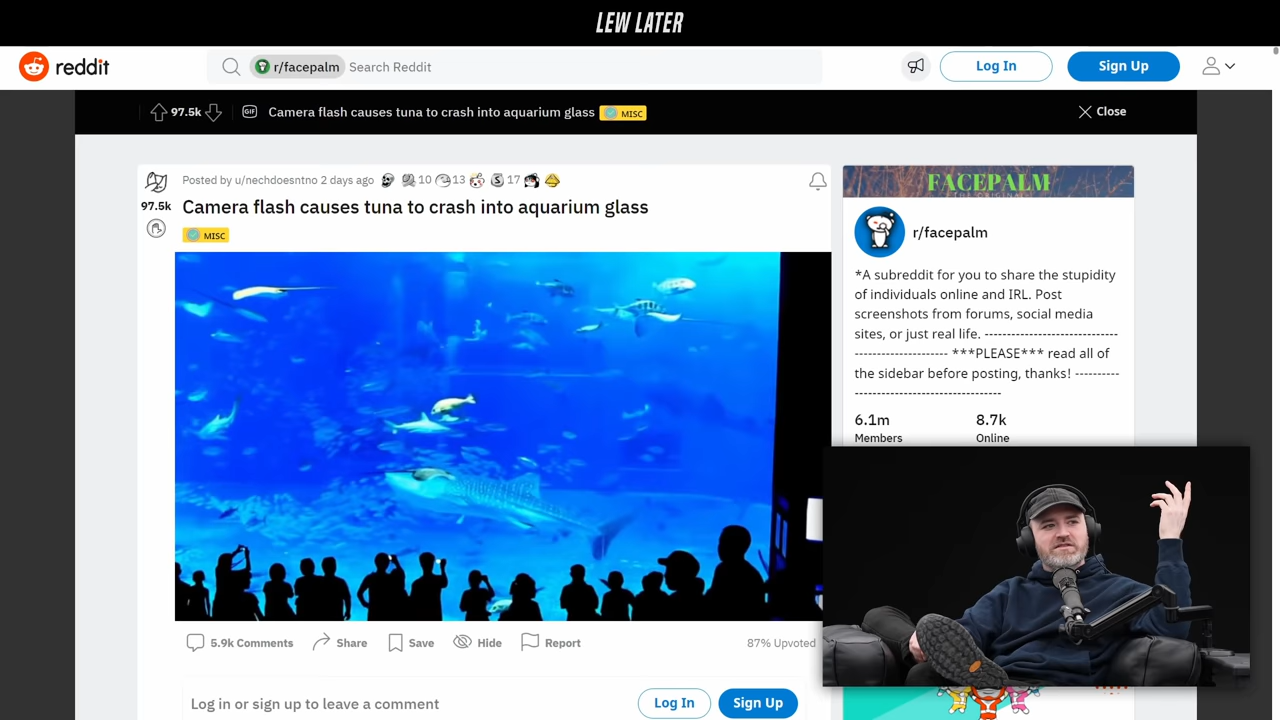 LEW LATER
reddit
r/facepalm Search Reddit
Log In
Sign Up
97.5k
GIF
Camera flash causes tuna to crash into aquarium glass
MISC
Close
Posted by u/nechdoesntno 2 days ago
10
13
17
97.5k
Camera flash causes tuna to crash into aquarium glass
MISC
5.9k Comments
Share
Save
Hide
Report
87% Upvoted
Log in or sign up to leave a comment
Log In
Sign Up
FACEPALM
r/facepalm
*A subreddit for you to share the stupidity
of individuals online and IRL. Post
screenshots from forums, social media
sites, or just real life. ------------------------------
--------------------- ***PLEASE*** read all of
the sidebar before posting, thanks! ----------
---------------------------------
6.1m
Members
8.7k
Online